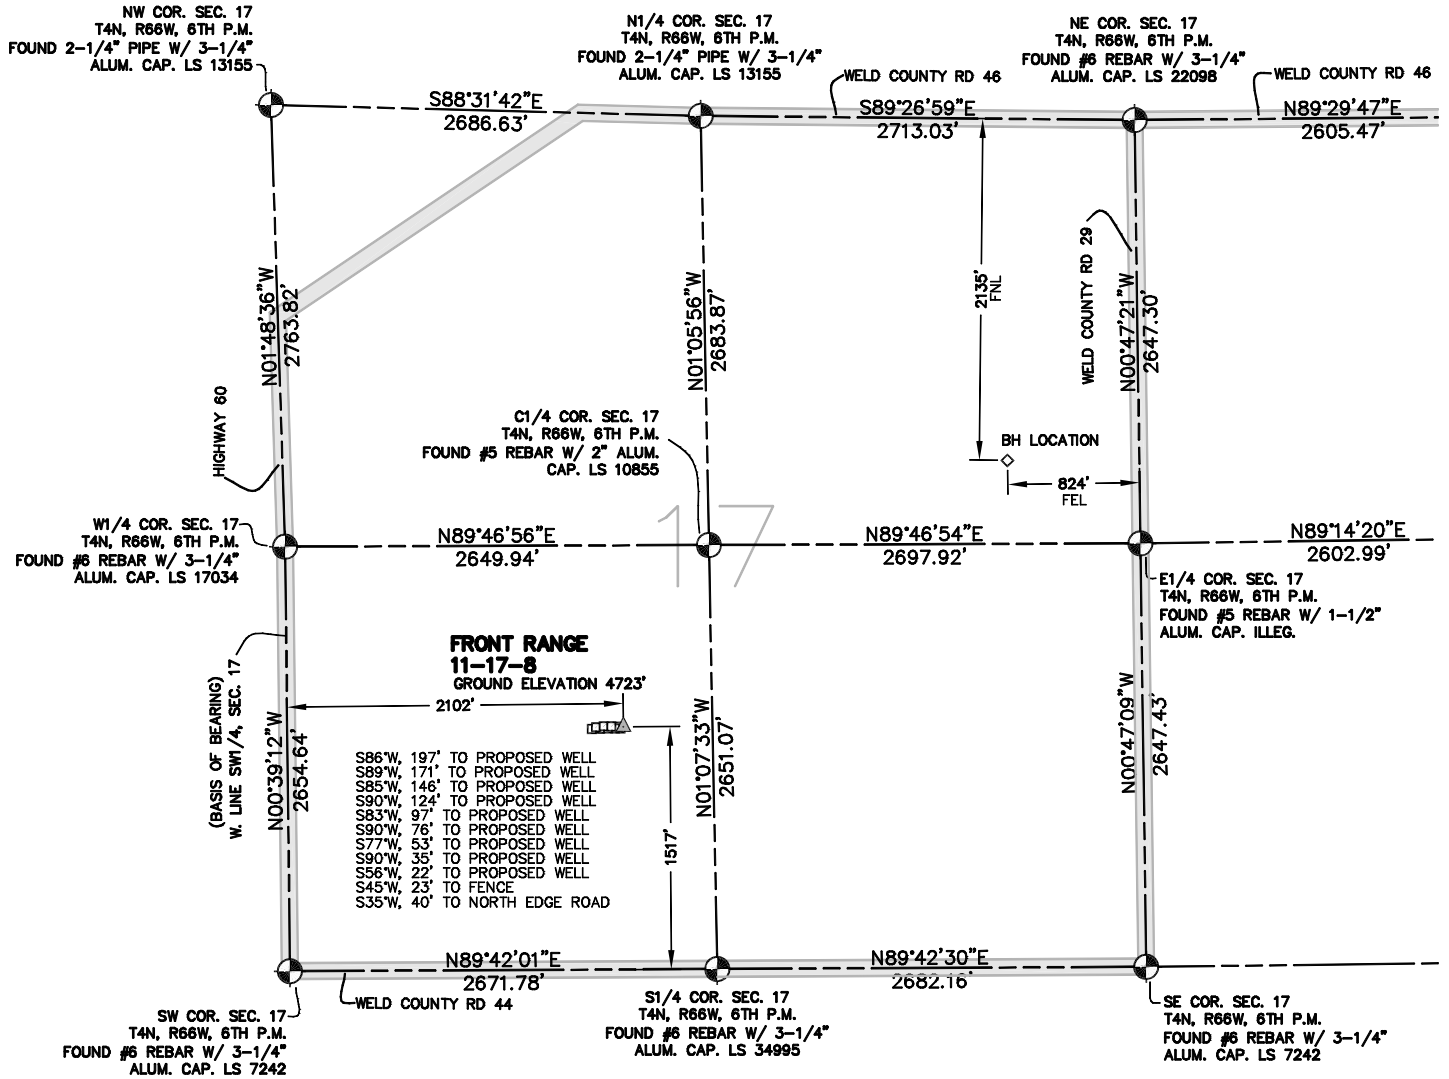 NW COR. SEC. 17
T4N, R66W, 6TH P.M.
FOUND 2-1/4" PIPE W/ 3-1/4"
ALUM. CAP. LS 13155
N1/4 COR. SEC. 17
T4N, R66W, 6TH P.M.
FOUND 2-1/4" PIPE W/ 3-1/4"
ALUM. CAP. LS 13155
NE COR. SEC. 17
T4N, R66W, 6TH P.M.
FOUND #6 REBAR W/ 3-1/4"
ALUM. CAP. LS 22098
WELD COUNTY RD 46
WELD COUNTY RD 46
S88°31'42"E
2686.63'
S89°26'59"E
2713.03'
N89°29'47"E
2605.47'
N01°48'36"W
2763.82'
N01°05'56"W
2683.87'
2135'
FNL
WELD COUNTY RD 29
N00°47'21"W
2647.30'
HIGHWAY 60
C1/4 COR. SEC. 17
T4N, R66W, 6TH P.M.
FOUND #5 REBAR W/ 2" ALUM.
CAP. LS 10855
BH LOCATION
824'
FEL
W1/4 COR. SEC. 17
T4N, R66W, 6TH P.M.
FOUND #6 REBAR W/ 3-1/4"
ALUM. CAP. LS 17034
N89°46'56"E
2649.94'
17
N89°46'54"E
2697.92'
N89°14'20"E
2602.99'
E1/4 COR. SEC. 17
T4N, R66W, 6TH P.M.
FOUND #5 REBAR W/ 1-1/2"
ALUM. CAP. ILLEG.
FRONT RANGE
11-17-8
GROUND ELEVATION 4723'
2102'
(BASIS OF BEARING)
W. LINE SW1/4, SEC. 17
N00°39'12"W
2654.64'
S86°W, 197' TO PROPOSED WELL
S89°W, 171' TO PROPOSED WELL
S85°W, 146' TO PROPOSED WELL
S90°W, 124' TO PROPOSED WELL
S83°W, 97' TO PROPOSED WELL
S90°W, 76' TO PROPOSED WELL
S77°W, 53' TO PROPOSED WELL
S90°W, 35' TO PROPOSED WELL
S56°W, 22' TO PROPOSED WELL
S45°W, 23' TO FENCE
S35°W, 40' TO NORTH EDGE ROAD
1517'
N01°07'33"W
2651.07'
N00°47'09"W
2647.43'
N89°42'01"E
2671.78'
N89°42'30"E
2682.16'
WELD COUNTY RD 44
SW COR. SEC. 17
T4N, R66W, 6TH P.M.
FOUND #6 REBAR W/ 3-1/4"
ALUM. CAP. LS 7242
S1/4 COR. SEC. 17
T4N, R66W, 6TH P.M.
FOUND #6 REBAR W/ 3-1/4"
ALUM. CAP. LS 34995
SE COR. SEC. 17
T4N, R66W, 6TH P.M.
FOUND #6 REBAR W/ 3-1/4"
ALUM. CAP. LS 7242